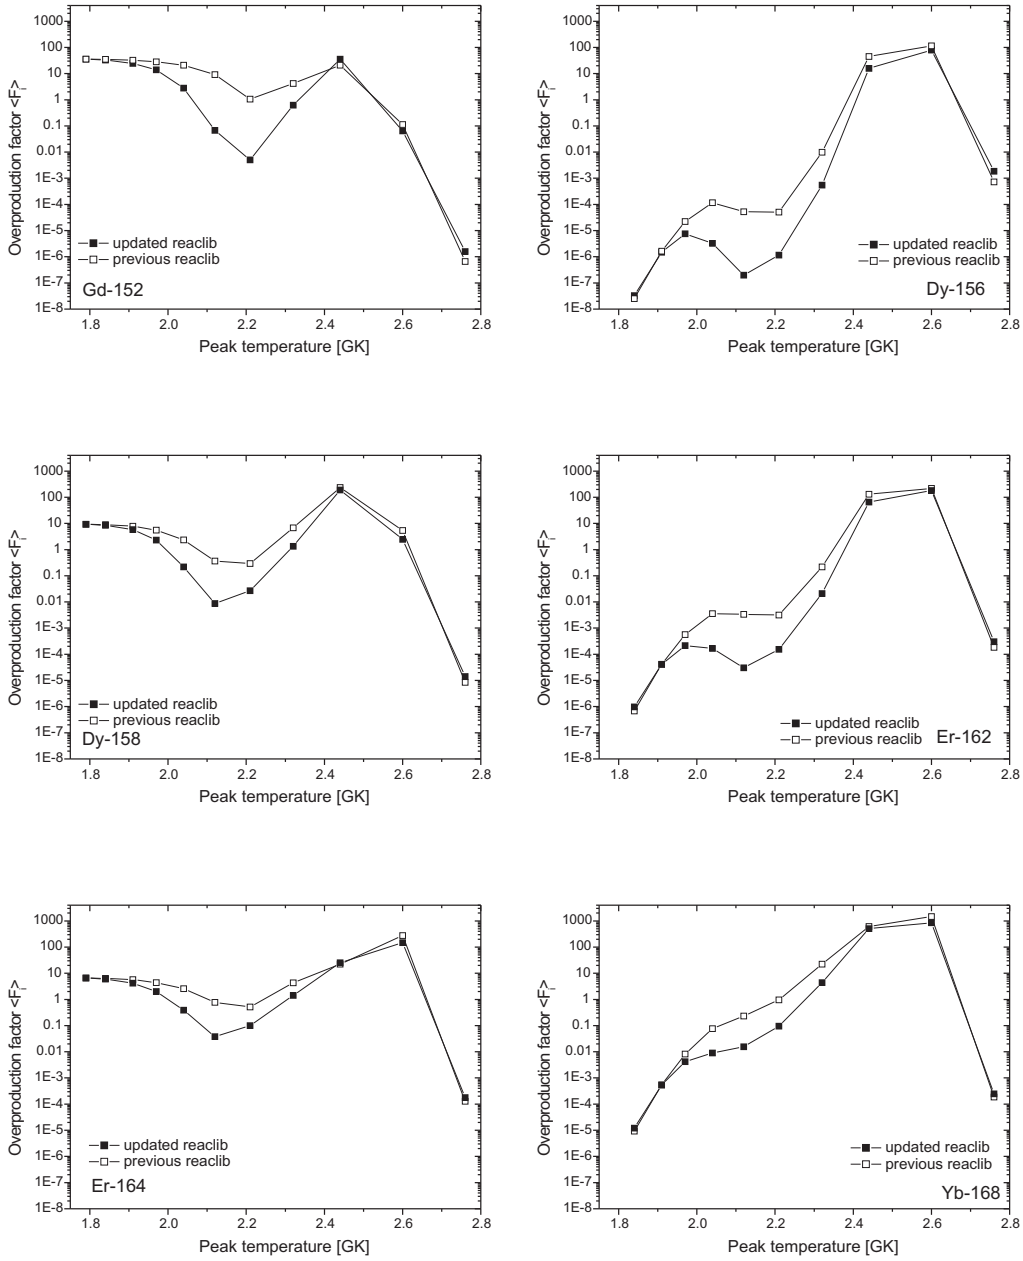 1000
100
10
1
0.1
0.01
1E-3
1E-4
1E-5
1E-6
1E-7
1E-8
Overproduction factor <F_i>
updated reaclib
previous reaclib
Gd-152
1.8 2.0 2.2 2.4 2.6 2.8
Peak temperature [GK]
1000
100
10
1
0.1
0.01
1E-3
1E-4
1E-5
1E-6
1E-7
1E-8
Overproduction factor <F_i>
updated reaclib
previous reaclib
Dy-156
1.8 2.0 2.2 2.4 2.6 2.8
Peak temperature [GK]
1000
100
10
1
0.1
0.01
1E-3
1E-4
1E-5
1E-6
1E-7
1E-8
Overproduction factor <F_i>
updated reaclib
previous reaclib
Dy-158
1.8 2.0 2.2 2.4 2.6 2.8
Peak temperature [GK]
1000
100
10
1
0.1
0.01
1E-3
1E-4
1E-5
1E-6
1E-7
1E-8
Overproduction factor <F_i>
updated reaclib
previous reaclib
Er-162
1.8 2.0 2.2 2.4 2.6 2.8
Peak temperature [GK]
1000
100
10
1
0.1
0.01
1E-3
1E-4
1E-5
1E-6
1E-7
1E-8
Overproduction factor <F_i>
updated reaclib
previous reaclib
Er-164
1.8 2.0 2.2 2.4 2.6 2.8
Peak temperature [GK]
1000
100
10
1
0.1
0.01
1E-3
1E-4
1E-5
1E-6
1E-7
1E-8
Overproduction factor <F_i>
updated reaclib
previous reaclib
Yb-168
1.8 2.0 2.2 2.4 2.6 2.8
Peak temperature [GK]